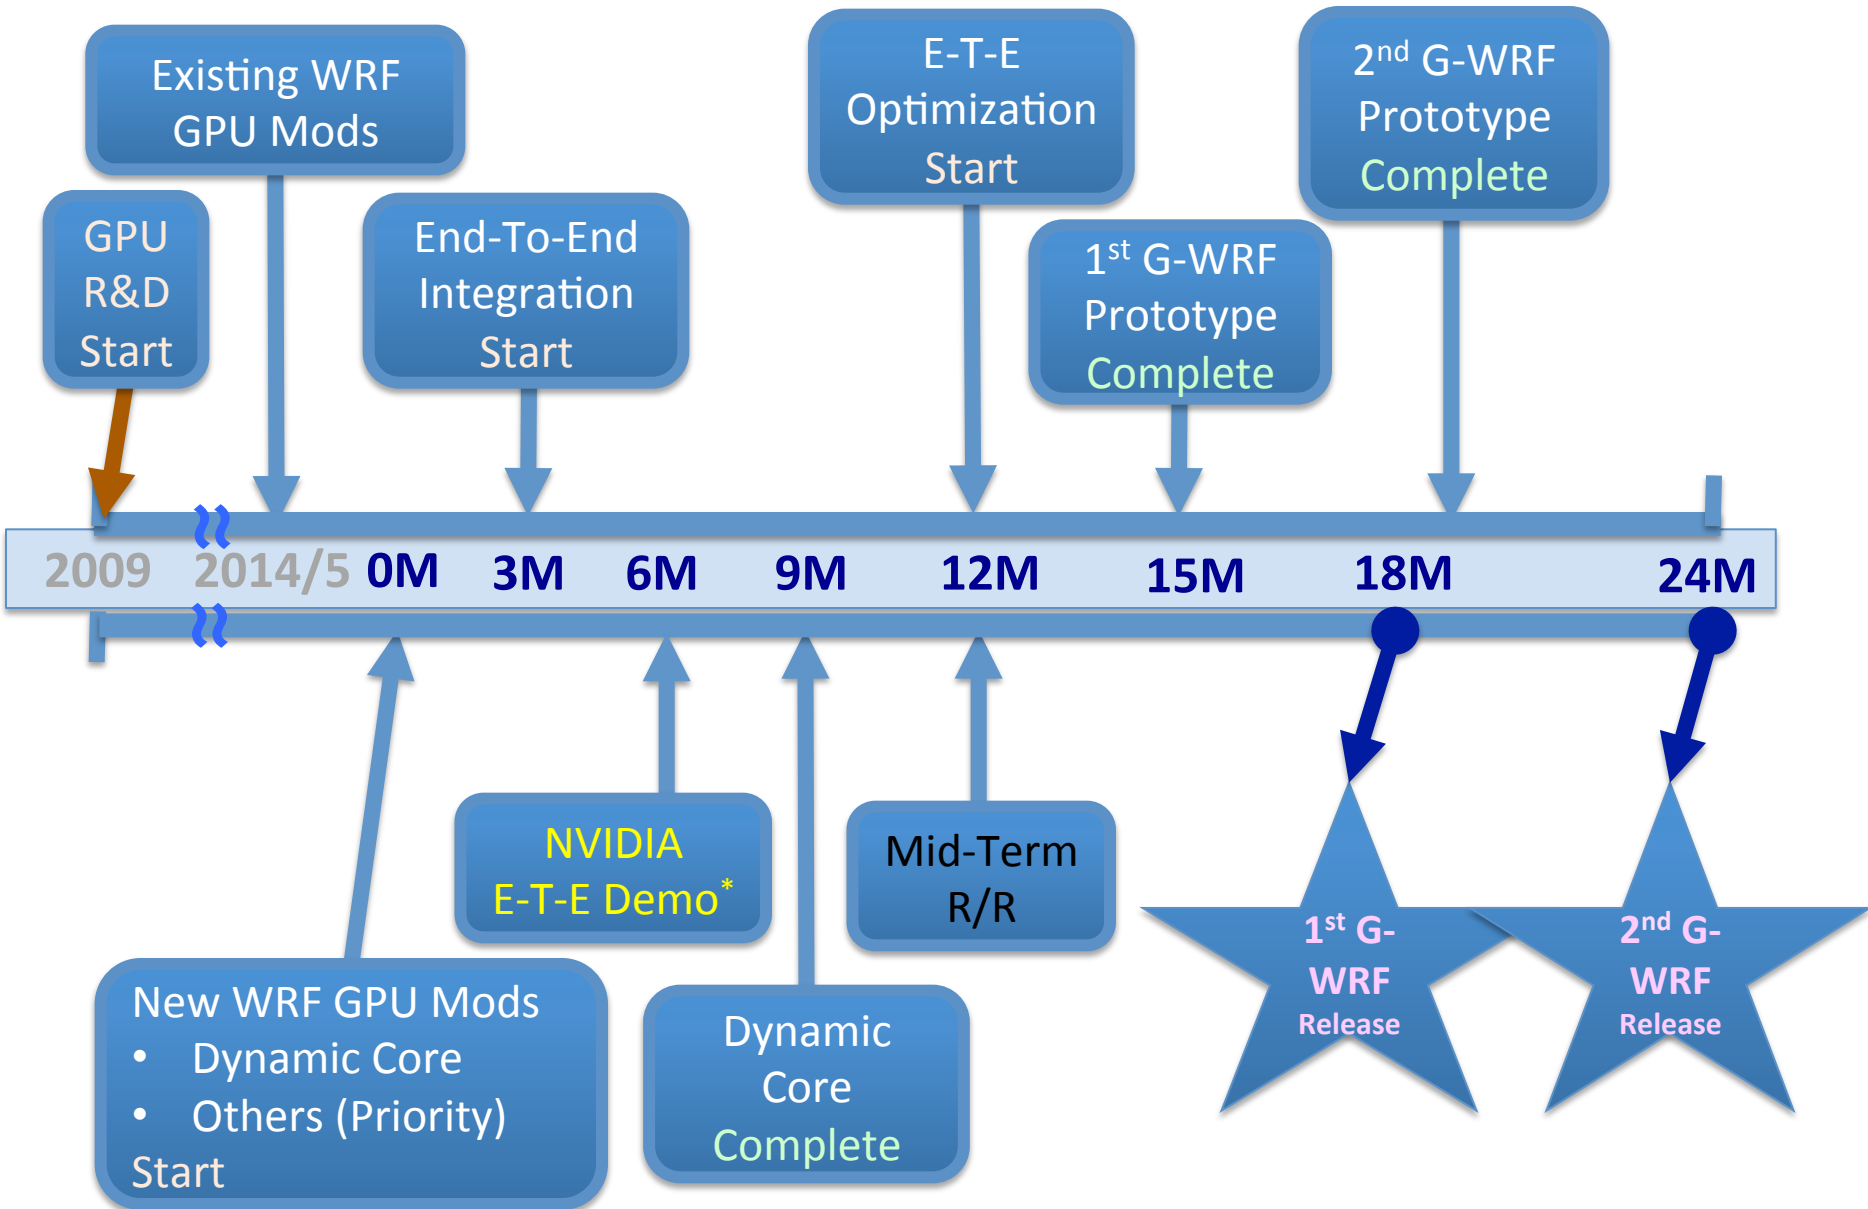 Existing WRF
GPU Mods
GPU
R&D
Start
End-To-End
Integration
Start
E-T-E
Optimization
Start
1st G-WRF
Prototype
Complete
2nd G-WRF
Prototype
Complete
2009 2014/5 0M 3M 6M 9M 12M 15M 18M 24M
New WRF GPU Mods
• Dynamic Core
• Others (Priority)
Start
NVIDIA
E-T-E Demo*
Dynamic
Core
Complete
Mid-Term
R/R
1st G-
WRF
Release
2nd G-
WRF
Release